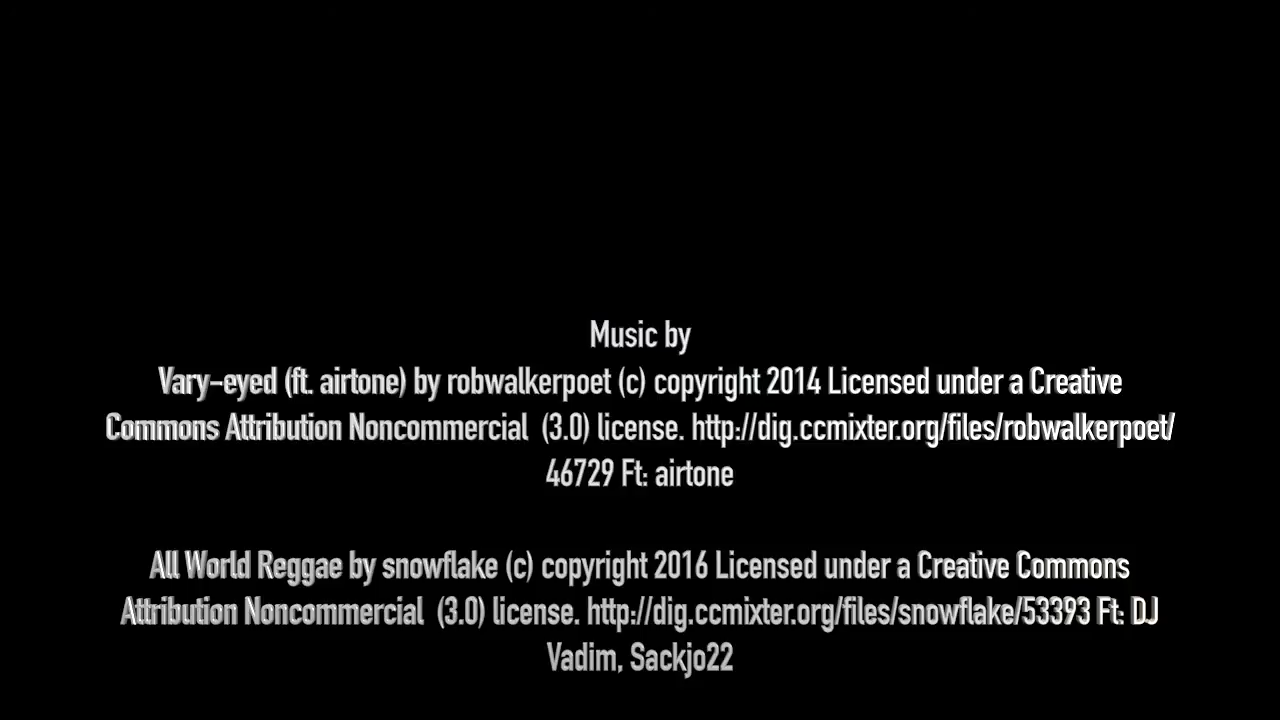 Music by
Vary-eyed (ft. airtone) by robwalkerpoet (c) copyright 2014 Licensed under a Creative
Commons Attribution Noncommercial  (3.0) license. http://dig.ccmixter.org/files/robwalkerpoet/
46729 Ft: airtone
All World Reggae by snowflake (c) copyright 2016 Licensed under a Creative Commons
Attribution Noncommercial  (3.0) license. http://dig.ccmixter.org/files/snowflake/53393 Ft: DJ
Vadim, Sackjo22